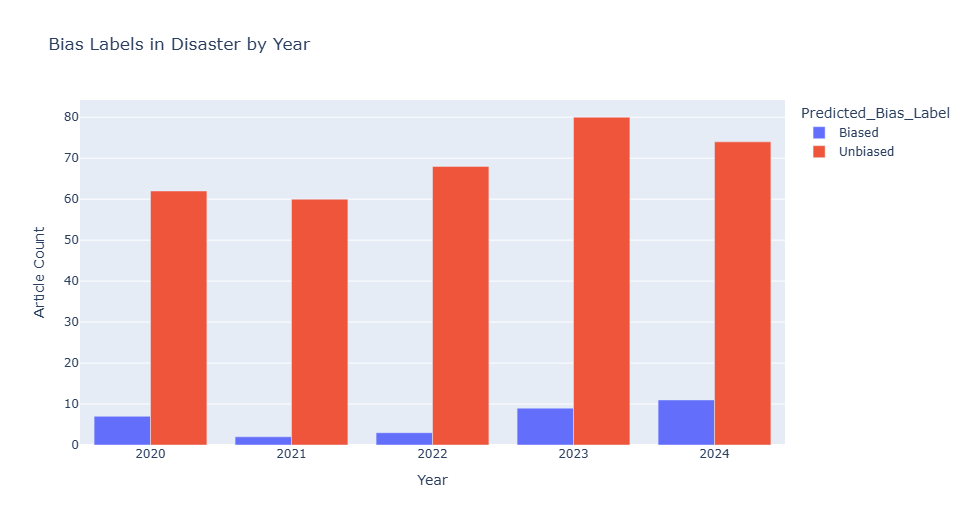 Bias Labels in Disaster by Year
Predicted_Bias_Label
Biased
Unbiased
Article Count
80
70
60
50
40
30
20
10
0
2020
2021
2022
2023
2024
Year